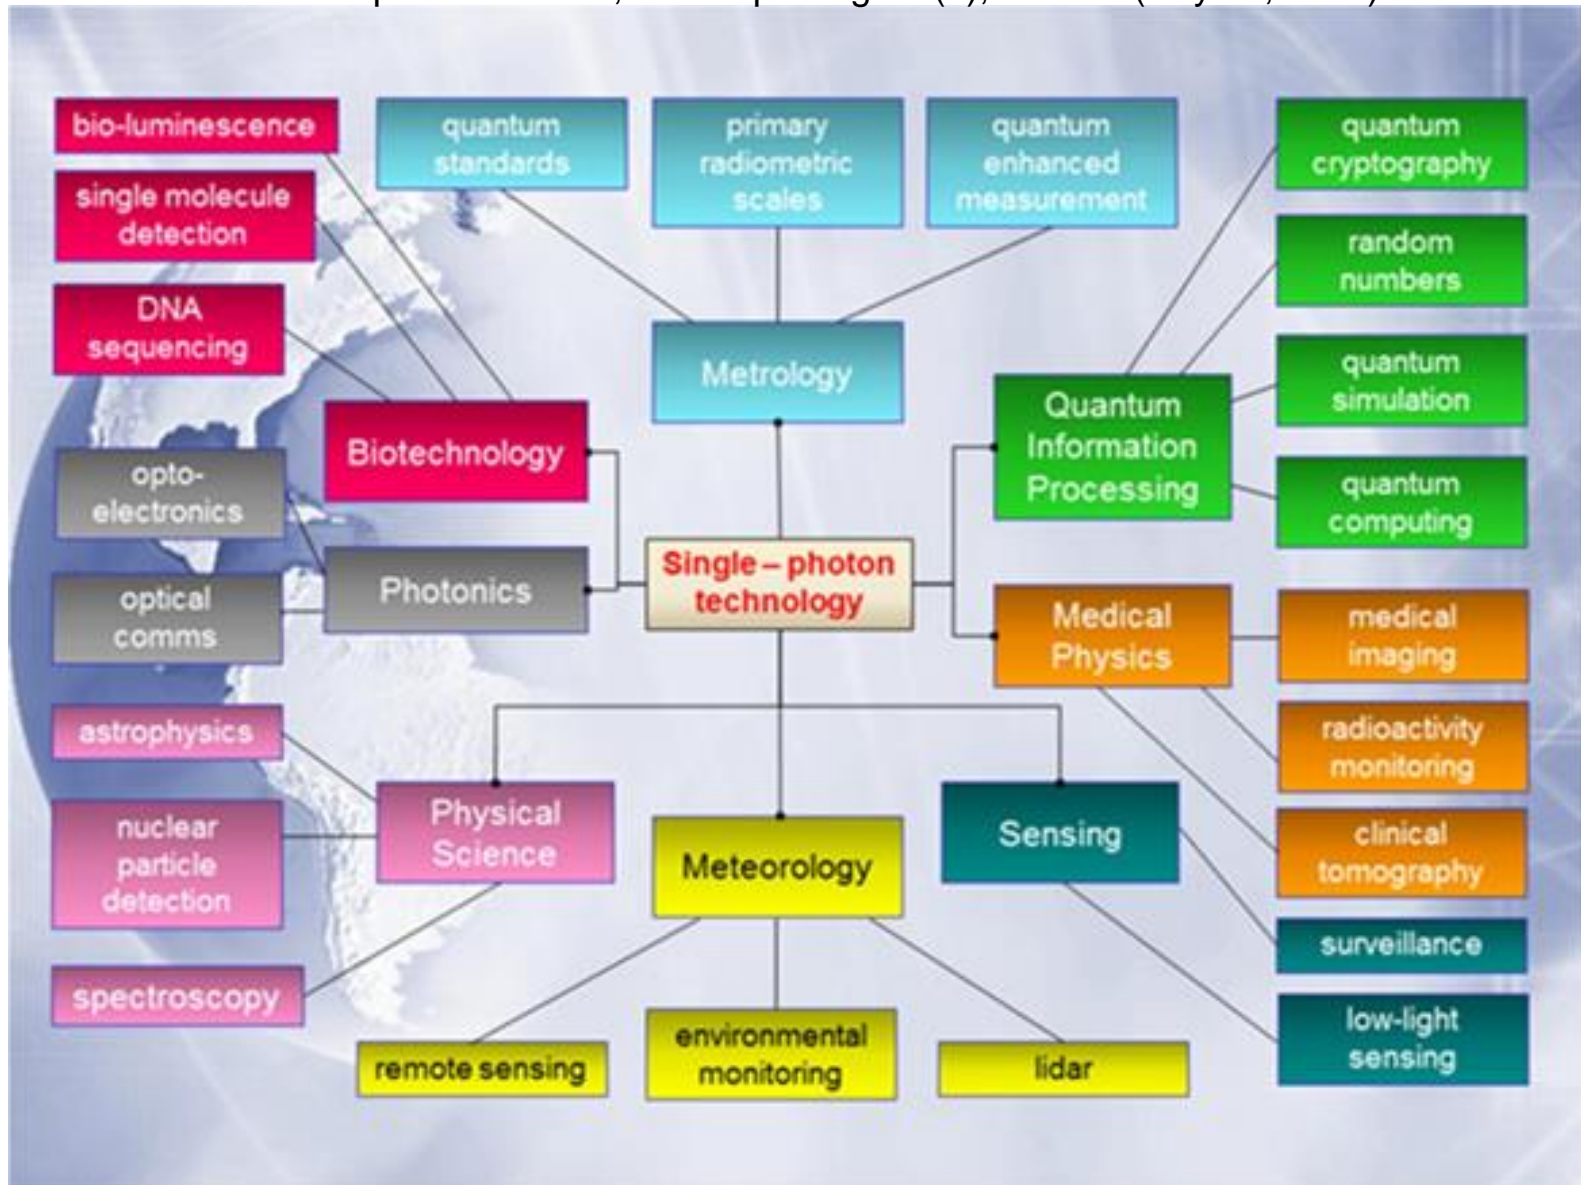 bio-luminescence
single molecule
detection
DNA
sequencing
Biotechnology
quantum
standards
primary
radiometric
scales
quantum
enhanced
measurement
Metrology
quantum
cryptography
random
numbers
quantum
simulation
quantum
computing
Quantum
Information
Processing
opto-
electronics
optical
comms
Photonics
Single – photon
technology
Medical
Physics
medical
imaging
radioactivity
monitoring
clinical
tomography
astrophysics
nuclear
particle
detection
spectroscopy
Physical
Science
Meteorology
remote sensing
environmental
monitoring
lidar
Sensing
surveillance
low-light
sensing